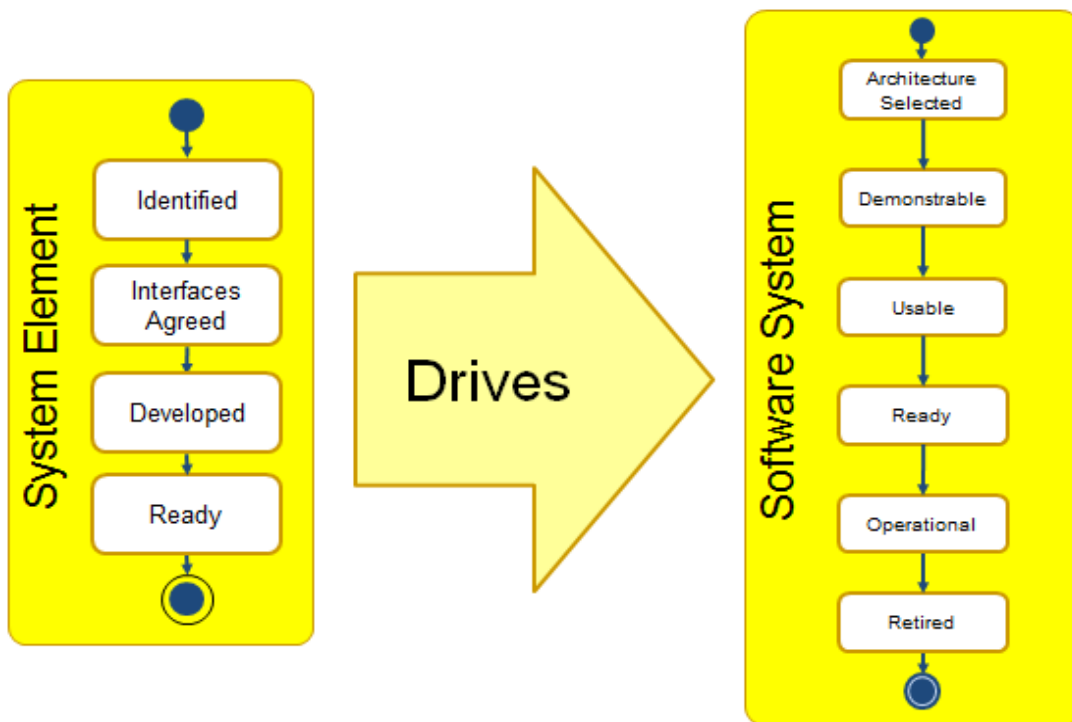 System Element
Identified
Interfaces
Agreed
Developed
Ready
Drives
Software System
Architecture
Selected
Demonstrable
Usable
Ready
Operational
Retired